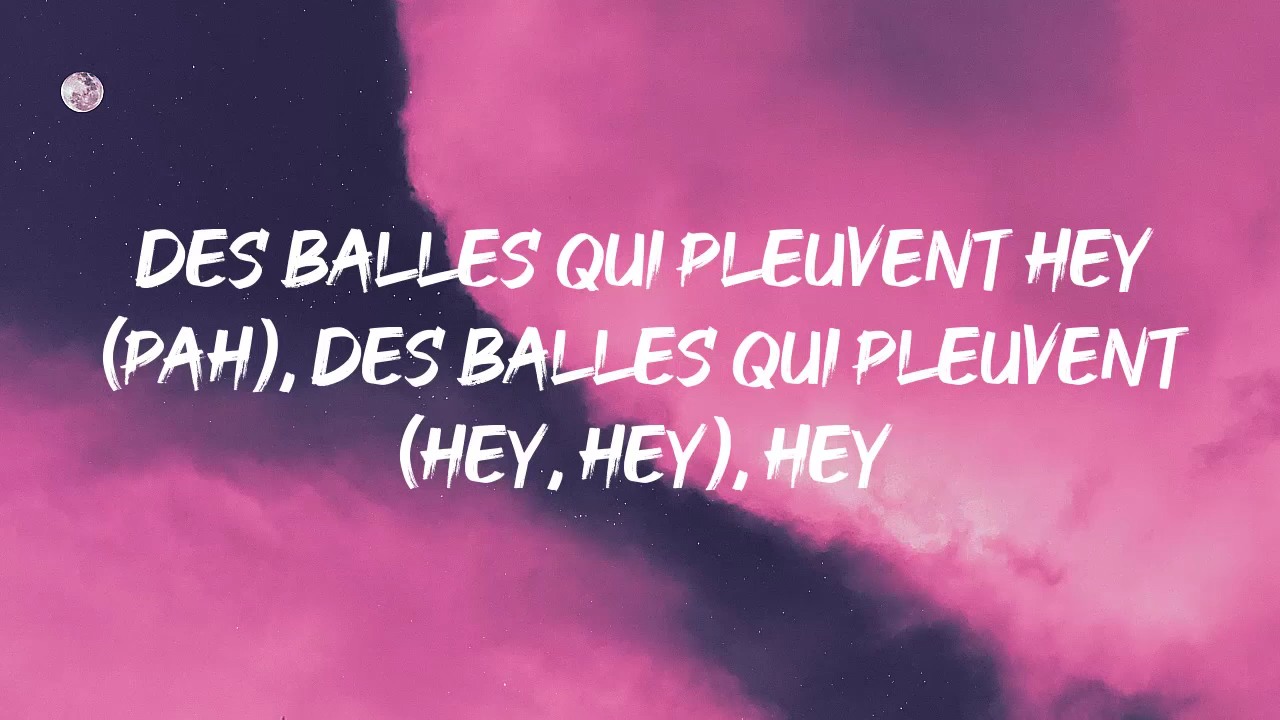 DES BALLES QUI PLEUVENT HEY
(PAH), DES BALLES QUI PLEUVENT
(HEY, HEY), HEY